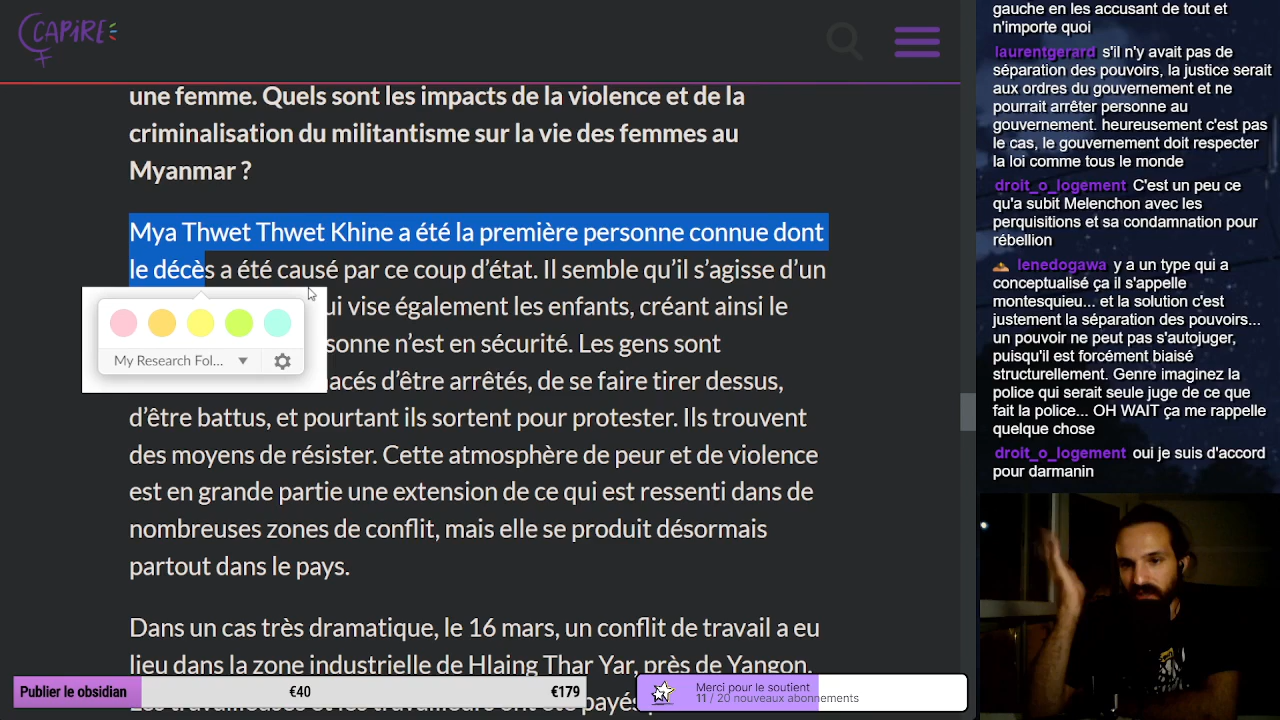 CAPIRE
une femme. Quels sont les impacts de la violence et de la
criminalisation du militantisme sur la vie des femmes au
Myanmar ?
Mya Thwet Thwet Khine a été la première personne connue dont
le décès a été causé par ce coup d’état. Il semble qu’il s’agisse d’un
ui vise également les enfants, créant ainsi le
sonne n’est en sécurité. Les gens sont
acés d’être arrêtés, de se faire tirer dessus,
d’être battus, et pourtant ils sortent pour protester. Ils trouvent
des moyens de résister. Cette atmosphère de peur et de violence
est en grande partie une extension de ce qui est ressenti dans de
nombreuses zones de conflit, mais elle se produit désormais
partout dans le pays.
Dans un cas très dramatique, le 16 mars, un conflit de travail a eu
lieu dans la zone industrielle de Hlaing Thar Yar, près de Yangon.
My Research Fol...
Publier le obsidian
€40
€179
Merci pour le soutient
11 / 20 nouveaux abonnements
gauche en les accusant de tout et
n'importe quoi
laurentgerard s'il n'y avait pas de
séparation des pouvoirs, la justice serait
aux ordres du gouvernement et ne
pourrait arrêter personne au
gouvernement. heureusement c'est pas
le cas, le gouvernement doit respecter
la loi comme tous le monde
droit_o_logement C'est un peu ce
qu'a subit Melenchon avec les
perquisitions et sa condamnation pour
rébellion
lenedogawa y a un type qui a
conceptualisé ça il s'appelle
montesquieu... et la solution c'est
justement la séparation des pouvoirs...
un pouvoir ne peut pas s'autojuger,
puisqu'il est forcément biaisé
structurellement. Genre imaginez la
police qui serait seule juge de ce que
fait la police... OH WAIT ça me rappelle
quelque chose
droit_o_logement oui je suis d'accord
pour darmanin